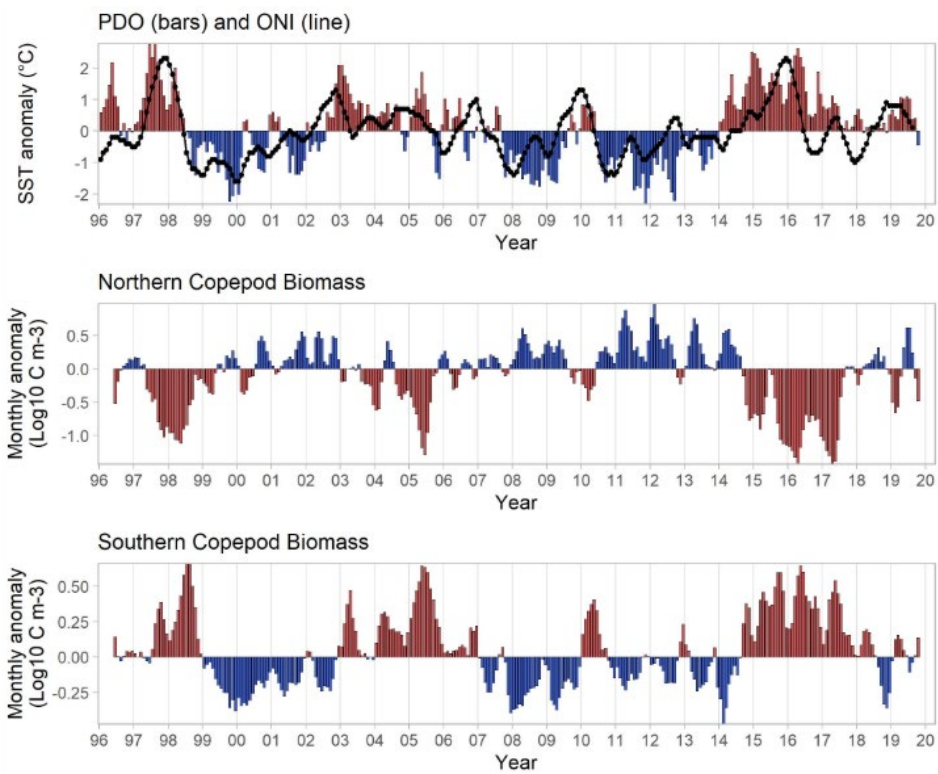 PDO (bars) and ONI (line)
SST anomaly (°C)
2
1
0
-1
-2
96 97 98 99 00 01 02 03 04 05 06 07 08 09 10 11 12 13 14 15 16 17 18 19 20
Year
Northern Copepod Biomass
Monthly anomaly
(Log10 C m-3)
0.5
0.0
-0.5
-1.0
96 97 98 99 00 01 02 03 04 05 06 07 08 09 10 11 12 13 14 15 16 17 18 19 20
Year
Southern Copepod Biomass
Monthly anomaly
(Log10 C m-3)
0.50
0.25
0.00
-0.25
96 97 98 99 00 01 02 03 04 05 06 07 08 09 10 11 12 13 14 15 16 17 18 19 20
Year